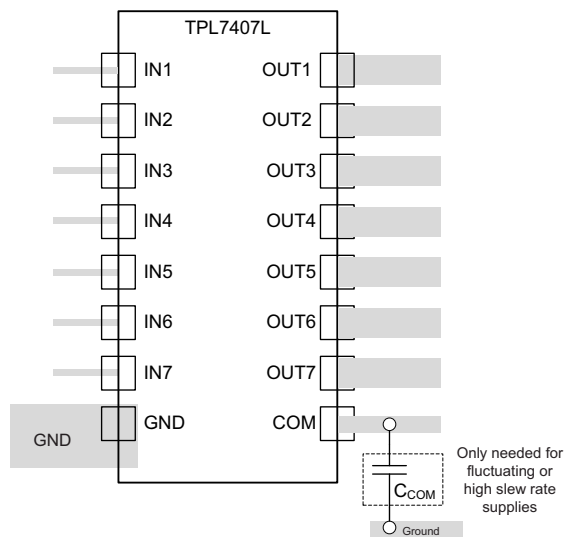 TPL7407L
IN1 OUT1
IN2 OUT2
IN3 OUT3
IN4 OUT4
IN5 OUT5
IN6 OUT6
IN7 OUT7
GND GND COM
Only needed for
fluctuating or
high slew rate
supplies
CCOM
Ground